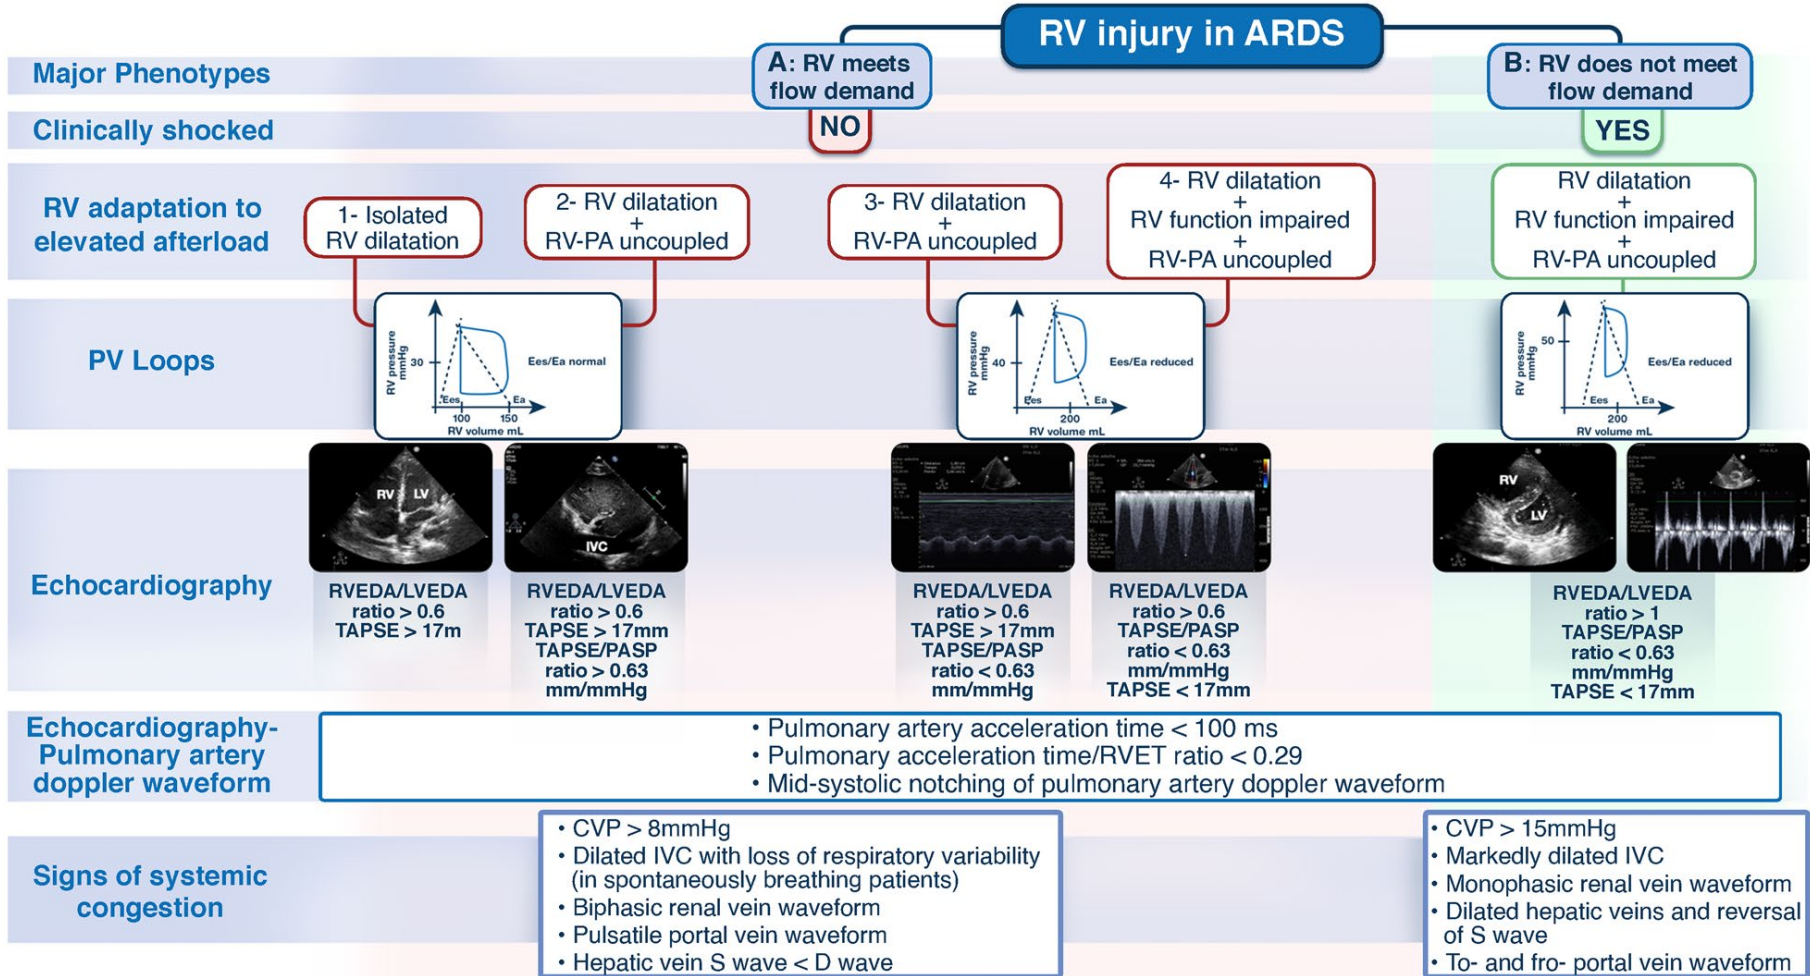 RV injury in ARDS
Major Phenotypes
A: RV meets
flow demand
B: RV does not meet
flow demand
Clinically shocked
NO
YES
RV adaptation to
elevated afterload
1- Isolated
RV dilatation
2- RV dilatation
+
RV-PA uncoupled
3- RV dilatation
+
RV-PA uncoupled
4- RV dilatation
+
RV function impaired
+
RV-PA uncoupled
RV dilatation
+
RV function impaired
+
RV-PA uncoupled
PV Loops
RV pressure
mmHg
30
Ees/Ea normal
Ees
Ea
100
150
RV volume mL
RV pressure
mmHg
40
Ees/Ea reduced
Ees
Ea
200
RV volume mL
RV pressure
mmHg
50
Ees/Ea reduced
Ees
Ea
200
RV volume mL
Echocardiography
RV
LV
IVC
RV
LV
RVEDA/LVEDA
ratio > 0.6
TAPSE > 17m
RVEDA/LVEDA
ratio > 0.6
TAPSE > 17mm
TAPSE/PASP
ratio > 0.63
mm/mmHg
RVEDA/LVEDA
ratio > 0.6
TAPSE > 17mm
TAPSE/PASP
ratio < 0.63
mm/mmHg
RVEDA/LVEDA
ratio > 0.6
TAPSE/PASP
ratio < 0.63
mm/mmHg
TAPSE < 17mm
RVEDA/LVEDA
ratio > 1
TAPSE/PASP
ratio < 0.63
mm/mmHg
TAPSE < 17mm
Echocardiography-
Pulmonary artery
doppler waveform
• Pulmonary artery acceleration time < 100 ms
• Pulmonary acceleration time/RVET ratio < 0.29
• Mid-systolic notching of pulmonary artery doppler waveform
Signs of systemic
congestion
• CVP > 8mmHg
• Dilated IVC with loss of respiratory variability
(in spontaneously breathing patients)
• Biphasic renal vein waveform
• Pulsatile portal vein waveform
• Hepatic vein S wave < D wave
• CVP > 15mmHg
• Markedly dilated IVC
• Monophasic renal vein waveform
• Dilated hepatic veins and reversal
of S wave
• To- and fro- portal vein waveform